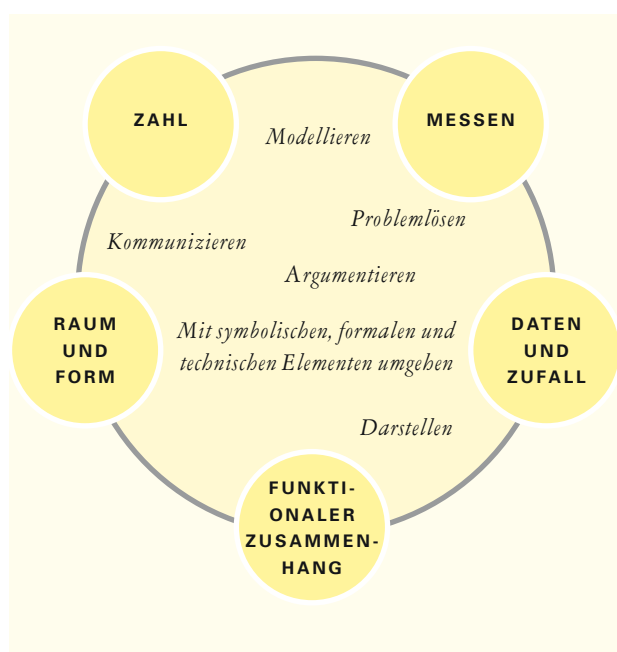 ZAHL
MESSEN
Modellieren
Problemlösen
Kommunizieren
Argumentieren
RAUM
UND
FORM
Mit symbolischen, formalen und
technischen Elementen umgehen
DATEN
UND
ZUFALL
Darstellen
FUNKTI-
ONALER
ZUSAMMEN-
HANG